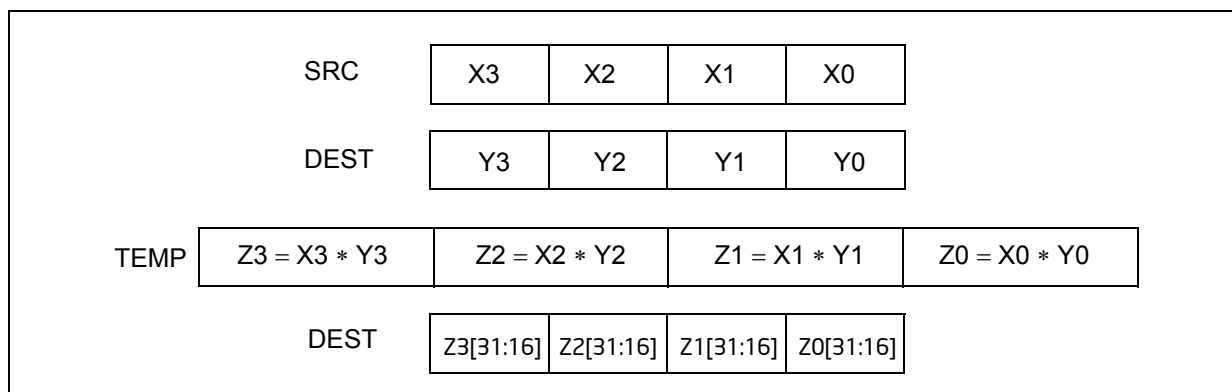 SRC X3 X2 X1 X0
DEST Y3 Y2 Y1 Y0
TEMP Z3 = X3 ∗ Y3 Z2 = X2 ∗ Y2 Z1 = X1 ∗ Y1 Z0 = X0 ∗ Y0
DEST Z3[31:16] Z2[31:16] Z1[31:16] Z0[31:16]